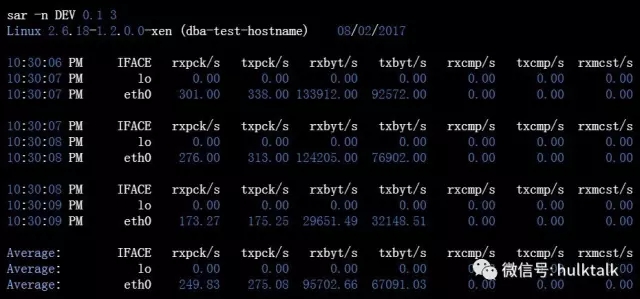 sar -n DEV 0.1 3
Linux 2.6.18-1.2.0.0-xen (dba-test-hostname) 08/02/2017
10:30:06 PM IFACE rxpck/s txpck/s rxbyt/s txbyt/s rxcmp/s txcmp/s rxmcst/s
10:30:07 PM lo 0.00 0.00 0.00 0.00 0.00 0.00 0.00
10:30:07 PM eth0 301.00 338.00 133912.00 92572.00 0.00 0.00 0.00
10:30:07 PM IFACE rxpck/s txpck/s rxbyt/s txbyt/s rxcmp/s txcmp/s rxmcst/s
10:30:08 PM lo 0.00 0.00 0.00 0.00 0.00 0.00 0.00
10:30:08 PM eth0 276.00 313.00 124205.00 76902.00 0.00 0.00 0.00
10:30:08 PM IFACE rxpck/s txpck/s rxbyt/s txbyt/s rxcmp/s txcmp/s rxmcst/s
10:30:09 PM lo 0.00 0.00 0.00 0.00 0.00 0.00 0.00
10:30:09 PM eth0 173.27 175.25 29651.49 32148.51 0.00 0.00 0.00
Average: IFACE rxpck/s txpck/s rxbyt/s txbyt/s rxcmp/s txcmp/s rxmcst/s
Average: lo 0.00 0.00 0.00 0.00 0.00 0.00 0.00
Average: eth0 249.83 275.08 95702.66 67091.03 0.00 0.00 0.00
微信号: hulktalk